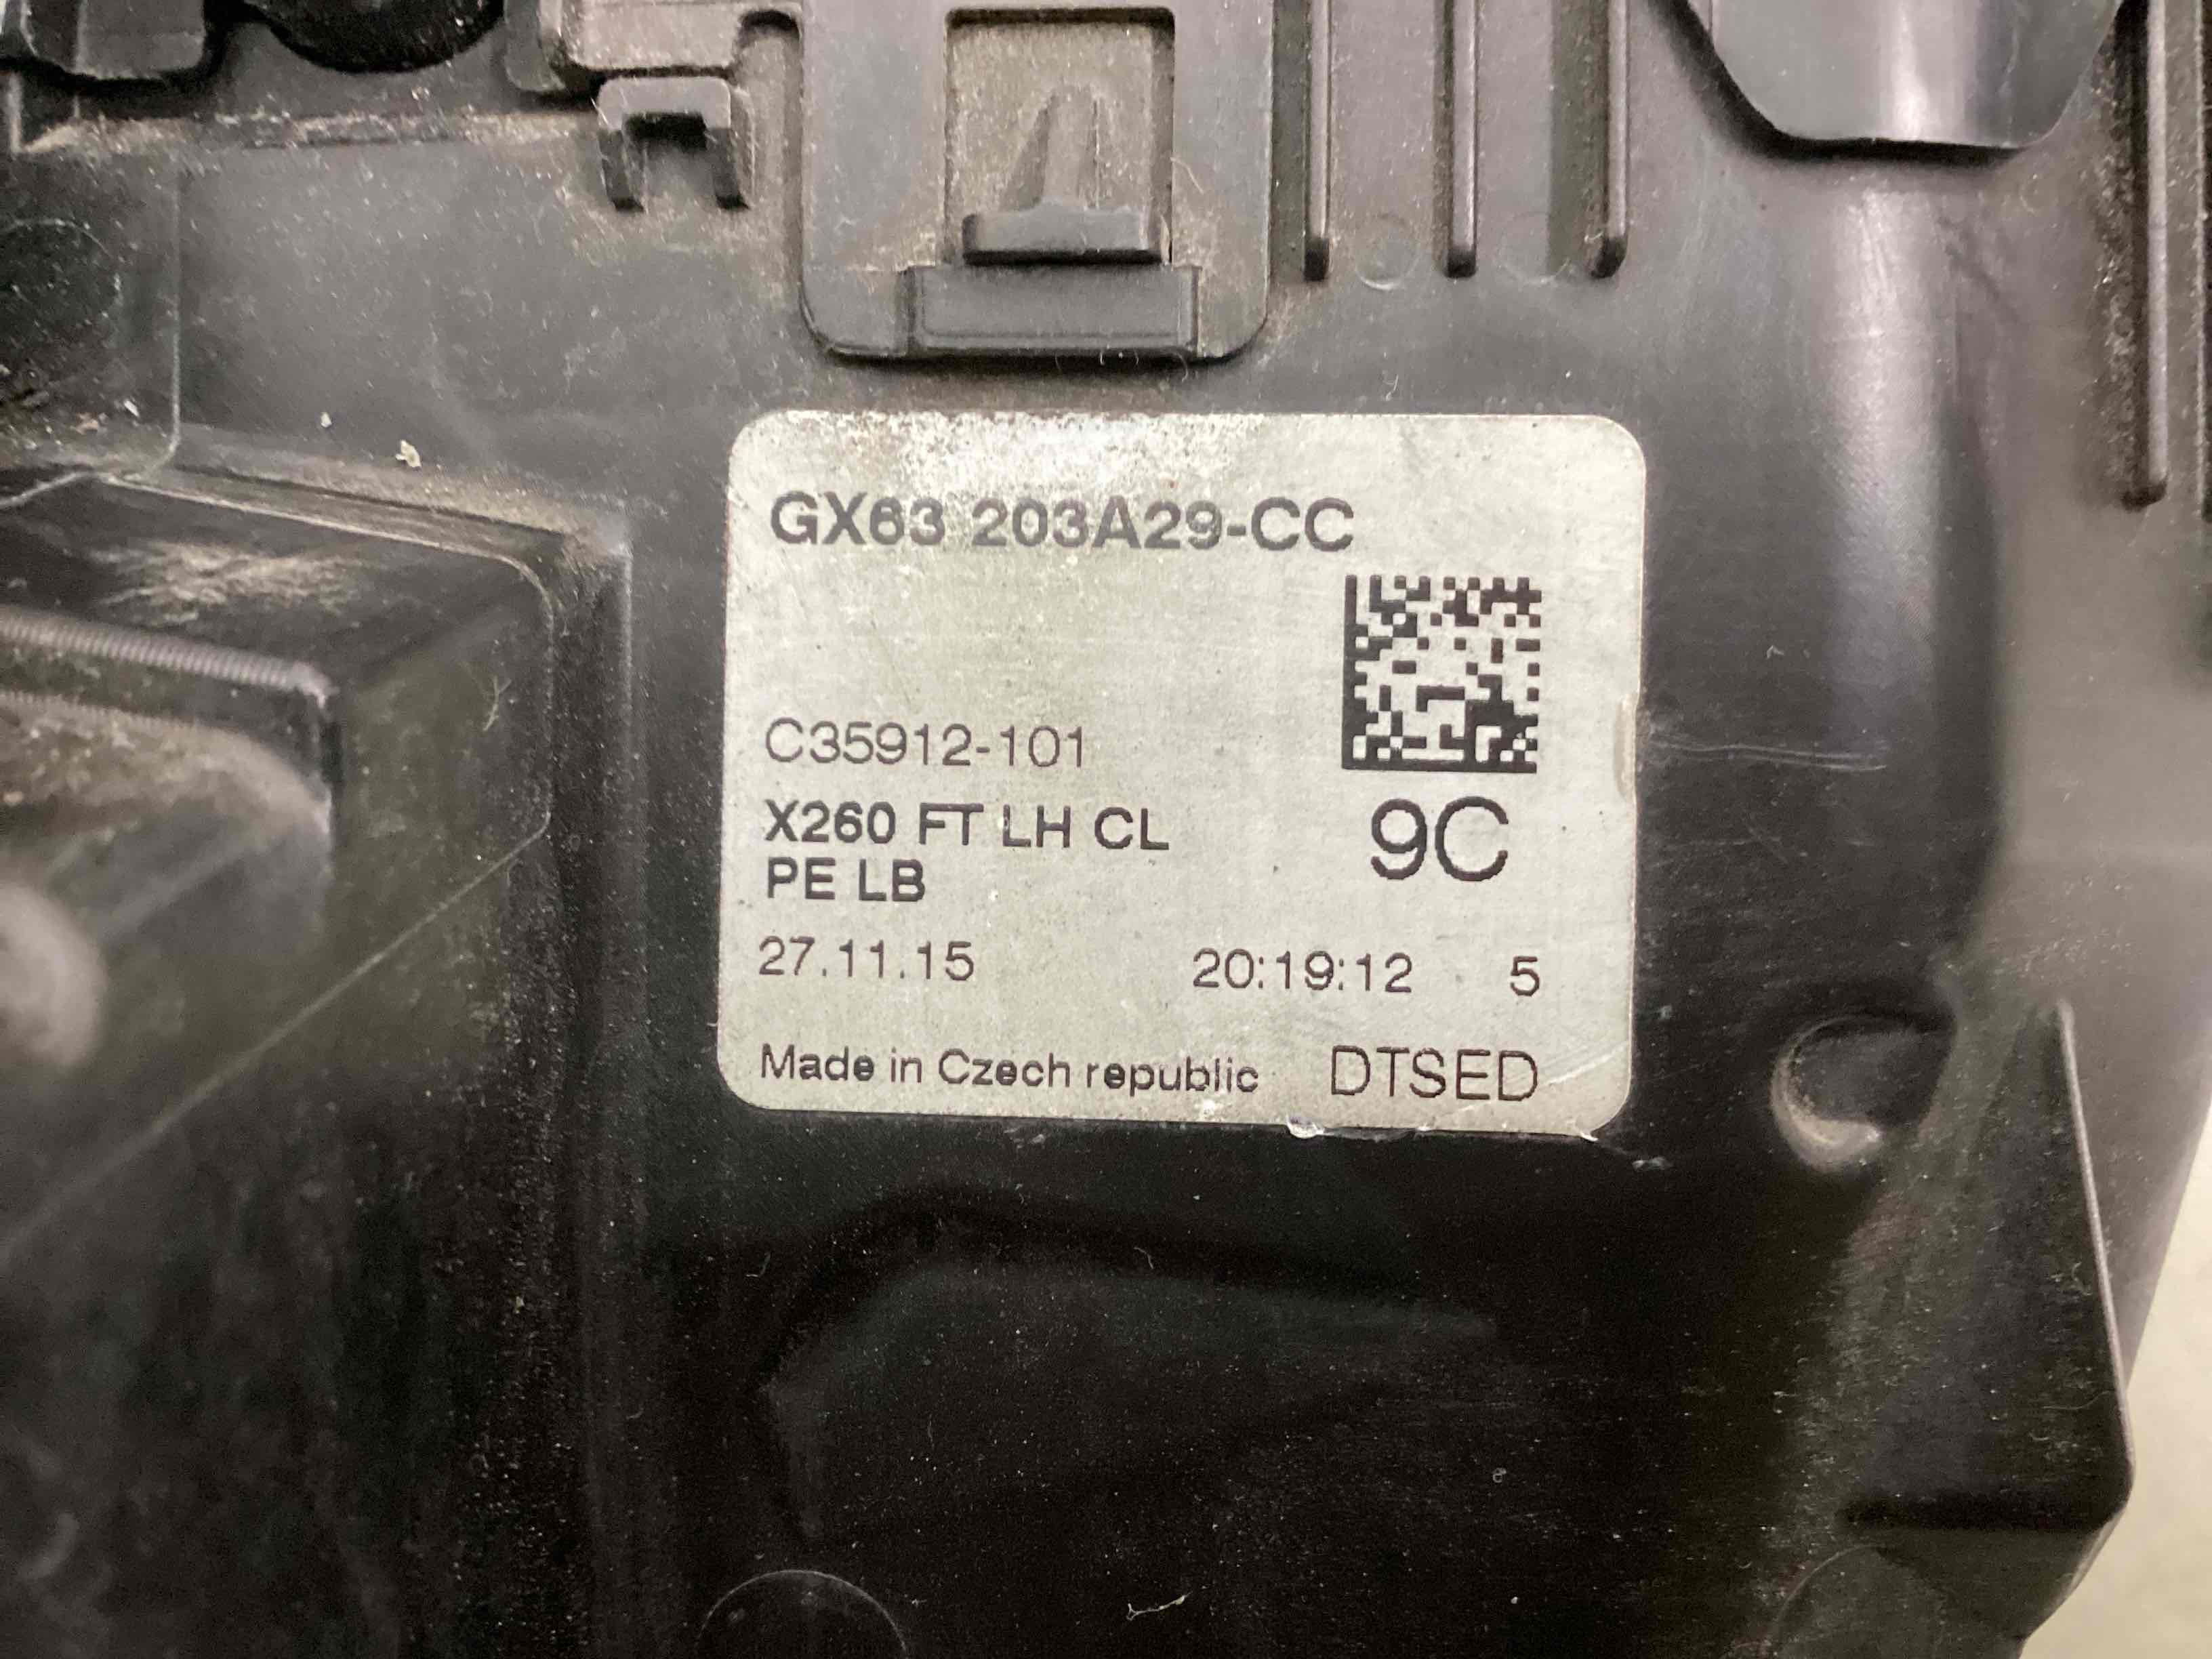 GX63 203A29-CC
C35912-101
X260 FT LH CL
PE LB
9C
27.11.15 20:19:12 5
Made in Czech republic DTSED